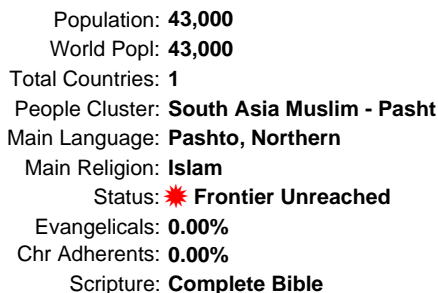 Population: 43,000
World Popl: 43,000
Total Countries: 1
People Cluster: South Asia Muslim - Pasht
Main Language: Pashto, Northern
Main Religion: Islam
Status: Frontier Unreached
Evangelicals: 0.00%
Chr Adherents: 0.00%
Scripture: Complete Bible